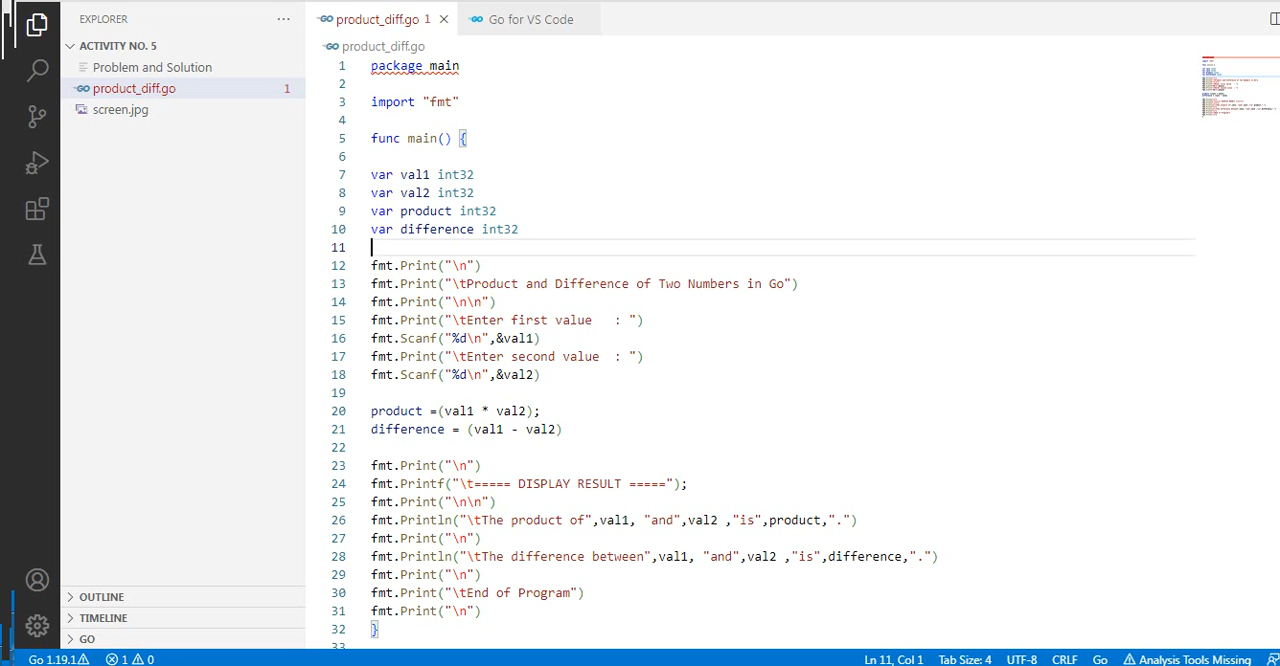 EXPLORER
ACTIVITY NO. 5
Problem and Solution
product_diff.go 1
screen.jpg
OUTLINE
TIMELINE
GO
product_diff.go 1
Go for VS Code
product_diff.go
1 package main
2
3 import "fmt"
4
5 func main() {
6
7 var val1 int32
8 var val2 int32
9 var product int32
10 var difference int32
11
12 fmt.Print("\n")
13 fmt.Print("\tProduct and Difference of Two Numbers in Go")
14 fmt.Print("\n\n")
15 fmt.Print("\tEnter first value   : ")
16 fmt.Scanf("%d\n",&val1)
17 fmt.Print("\tEnter second value  : ")
18 fmt.Scanf("%d\n",&val2)
19
20 product =(val1 * val2);
21 difference = (val1 - val2)
22
23 fmt.Print("\n")
24 fmt.Printf("\t===== DISPLAY RESULT =====");
25 fmt.Print("\n\n")
26 fmt.Println("\tThe product of",val1, "and",val2 ,"is",product,".")
27 fmt.Print("\n")
28 fmt.Println("\tThe difference between",val1, "and",val2 ,"is",difference,".")
29 fmt.Print("\n")
30 fmt.Print("\tEnd of Program")
31 fmt.Print("\n")
32 }
33
Go 1.19.1 1 0 Ln 11, Col 1 Tab Size: 4 UTF-8 CRLF Go Analysis Tools Missing